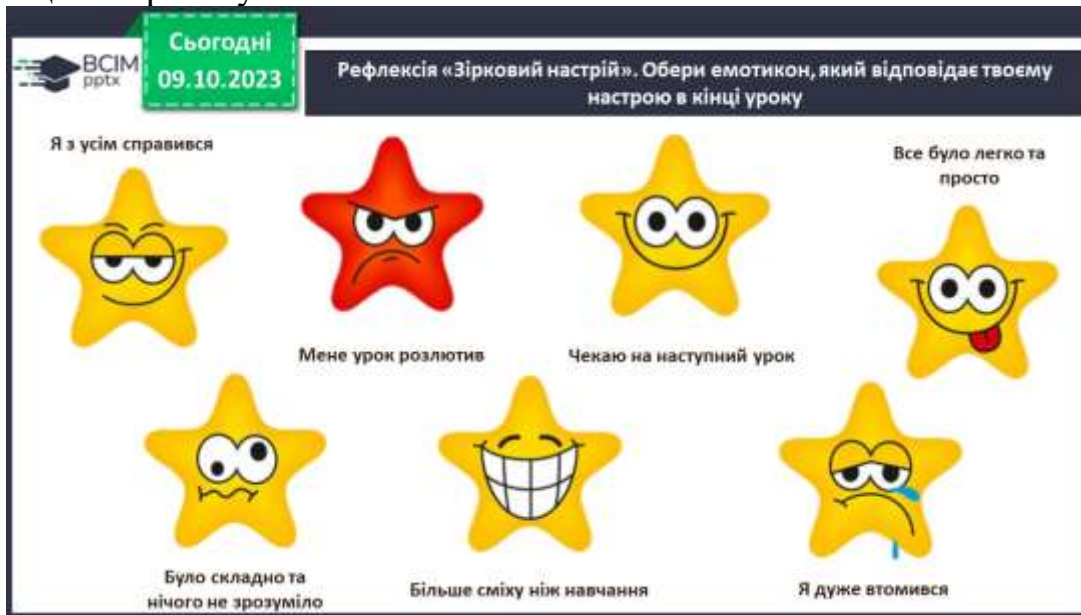 Сьогодні
09.10.2023
ВСІМ
pptx
Рефлексія «Зірковий настрій». Обери емотикон, який відповідає твоєму
настрою в кінці уроку
Я з усім справився
Все було легко та
просто
Мене урок розлютив
Чекаю на наступний урок
Було складно та
нічого не зрозуміло
Більше сміху ніж навчання
Я дуже втомився